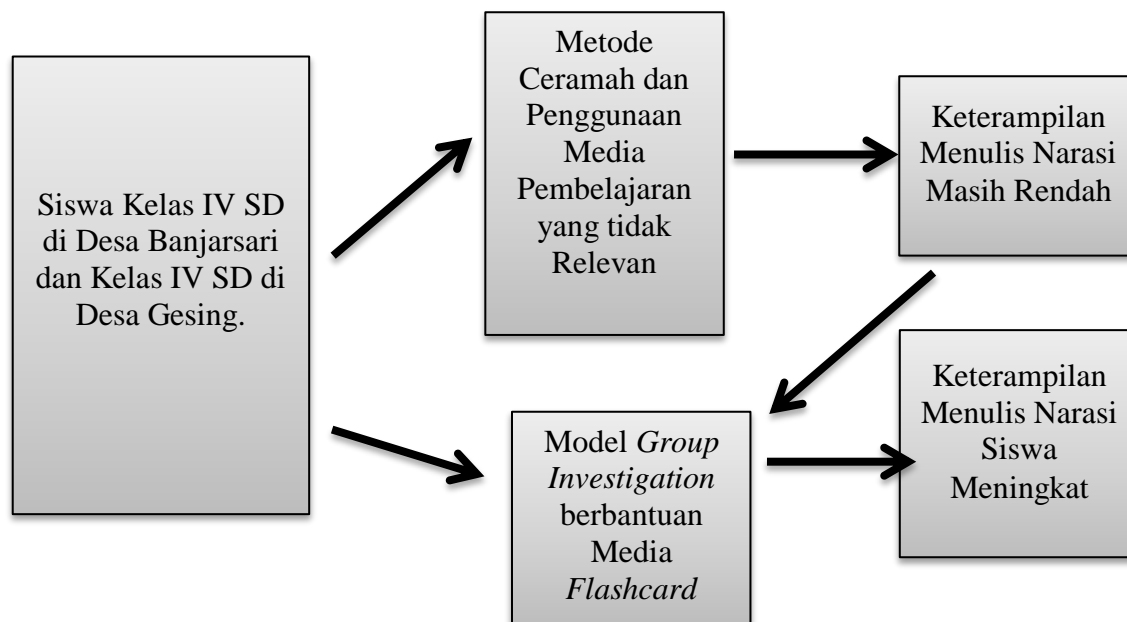 Siswa Kelas IV SD
di Desa Banjarsari
dan Kelas IV SD di
Desa Gesing.
Metode
Ceramah dan
Penggunaan
Media
Pembelajaran
yang tidak
Relevan
Keterampilan
Menulis Narasi
Masih Rendah
Model Group
Investigation
berbantuan
Media
Flashcard
Keterampilan
Menulis Narasi
Siswa
Meningkat